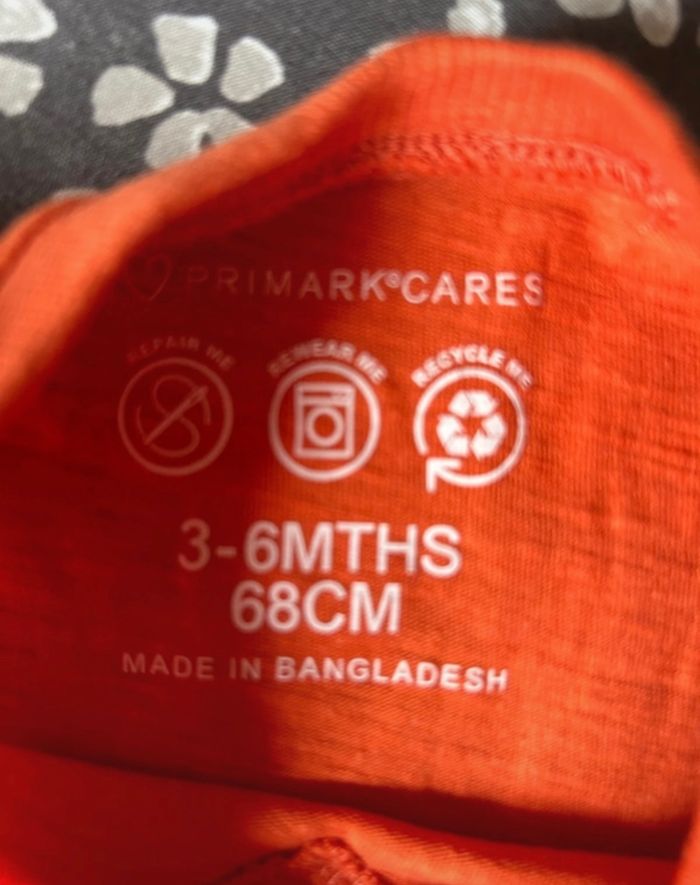 PRIMARK®CARES
REPAIR ME
REWEAR ME
RECYCLE ME
3-6MTHS
68CM
MADE IN BANGLADESH